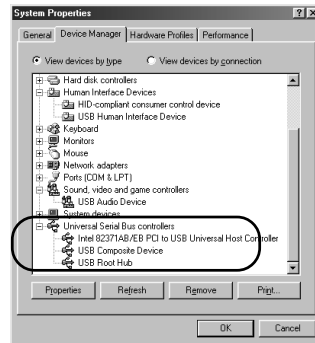 System Properties
General Device Manager Hardware Profiles Performance
View devices by type View devices by connection
Hard disk controllers
Human Interface Devices
HID-compliant consumer control device
USB Human Interface Device
Keyboard
Monitors
Mouse
Network adapters
Ports (COM & LPT)
Sound, video and game controllers
USB Audio Device
System devices
Universal Serial Bus controllers
Intel 82371AB/EB PCI to USB Universal Host Controller
USB Composite Device
USB Root Hub
Properties Refresh Remove Print...
OK Cancel